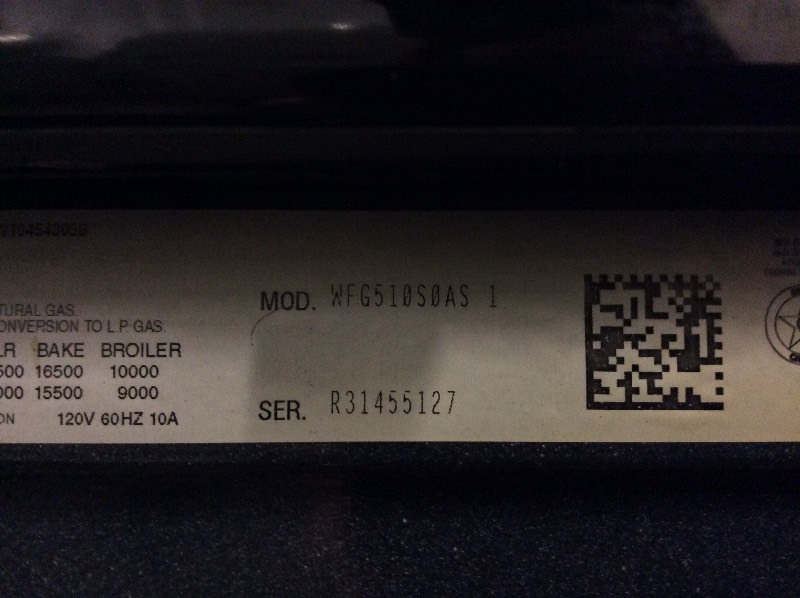 TURAL GAS.
ONVERSION TO L.P. GAS.
LR BAKE BROILER
500 16500 10000
000 15500 9000
ON 120V 60HZ 10A
MOD. WFG510S0AS 1
SER. R31455127